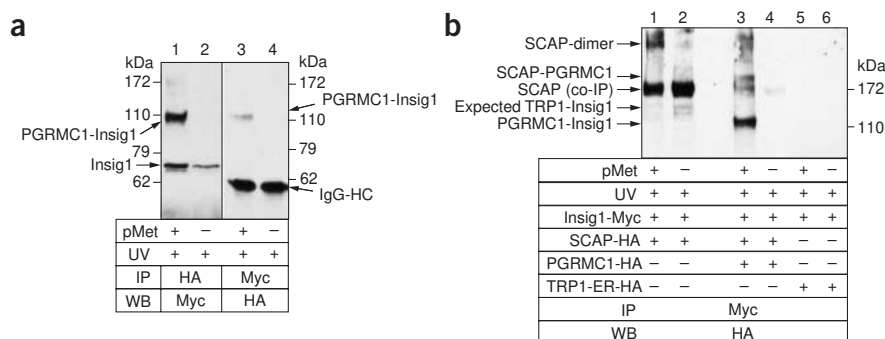 a
kDa
1 2 3 4
kDa
172
110
79
62
PGRMC1-Insig1
Insig1
172
110
79
62
PGRMC1-Insig1
IgG-HC
pMet + − + −
UV + + + +
IP HA Myc
WB Myc HA
b
1 2 3 4 5 6
SCAP-dimer
SCAP-PGRMC1
SCAP (co-IP)
Expected TRP1-Insig1
PGRMC1-Insig1
kDa
172
110
pMet + − + − + −
UV + + + + + +
Insig1-Myc + + + + + +
SCAP-HA + + + + − −
PGRMC1-HA − − + + − −
TRP1-ER-HA − − − − + +
IP Myc
WB HA